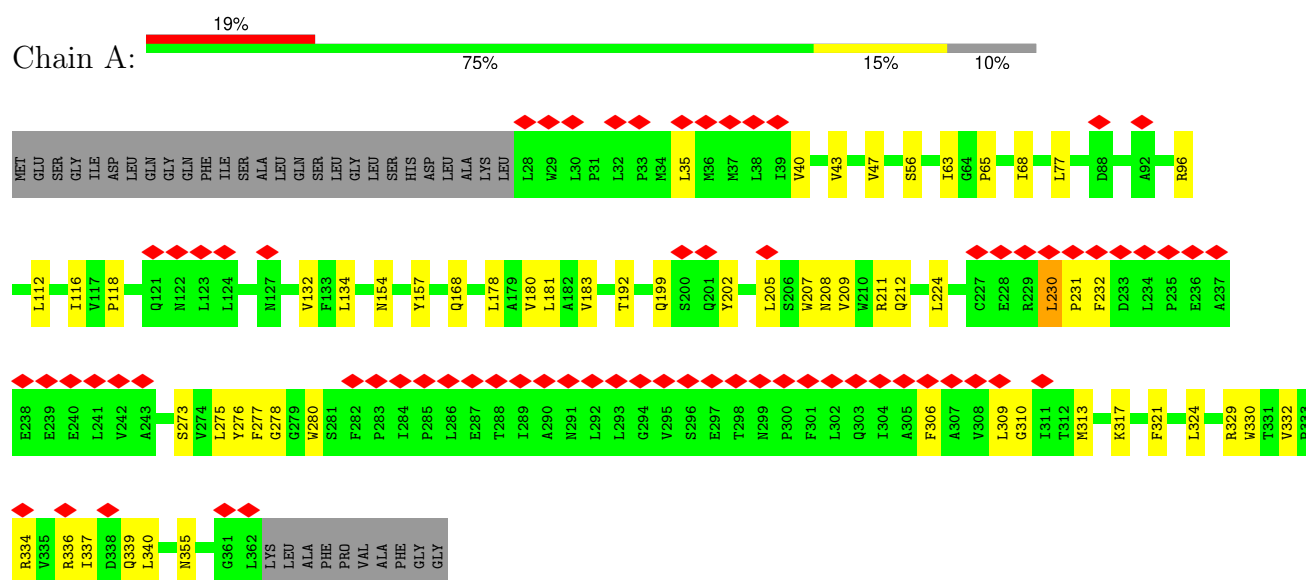 19%
Chain A:
75% 15% 10%
MET GLU SER GLY ILE ASP LEU GLN GLY GLN PHE ILE SER ALA LEU GLN SER LEU GLY LEU SER HIS ASP LEU ALA LYS LEU L28 W29 L30 P31 L32 P33 M34 L35 M36 M37 L38 I39 V40 V43 V47 S56 I63 G64 P65 I68 L77 D88 A92 R96
L112 I116 V117 P118 Q121 N122 L123 L124 N127 V132 F133 L134 N154 Y157 Q168 L178 A179 V180 L181 A182 V183 T192 Q199 S200 Q201 Y202 L205 S206 W207 N208 V209 W210 R211 Q212 L224 C227 E228 R229 L230 P231 F232 D233 L234 P235 E236 A237
E238 E239 E240 L241 V242 A243 S273 V274 L275 Y276 F277 G278 G279 W280 S281 F282 P283 I284 P285 L286 E287 T288 I289 A290 N291 L292 L293 G294 V295 S296 E297 T298 N299 P300 F301 L302 Q303 I304 A305 F306 A307 V308 L309 G310 I311 T312 M313 K317 F321 L324 R329 W330 T331 V332
R334 V335 R336 I337 D338 Q339 L340 N355 G361 L362 LYS LEU ALA PHE PRO VAL ALA PHE GLY GLY